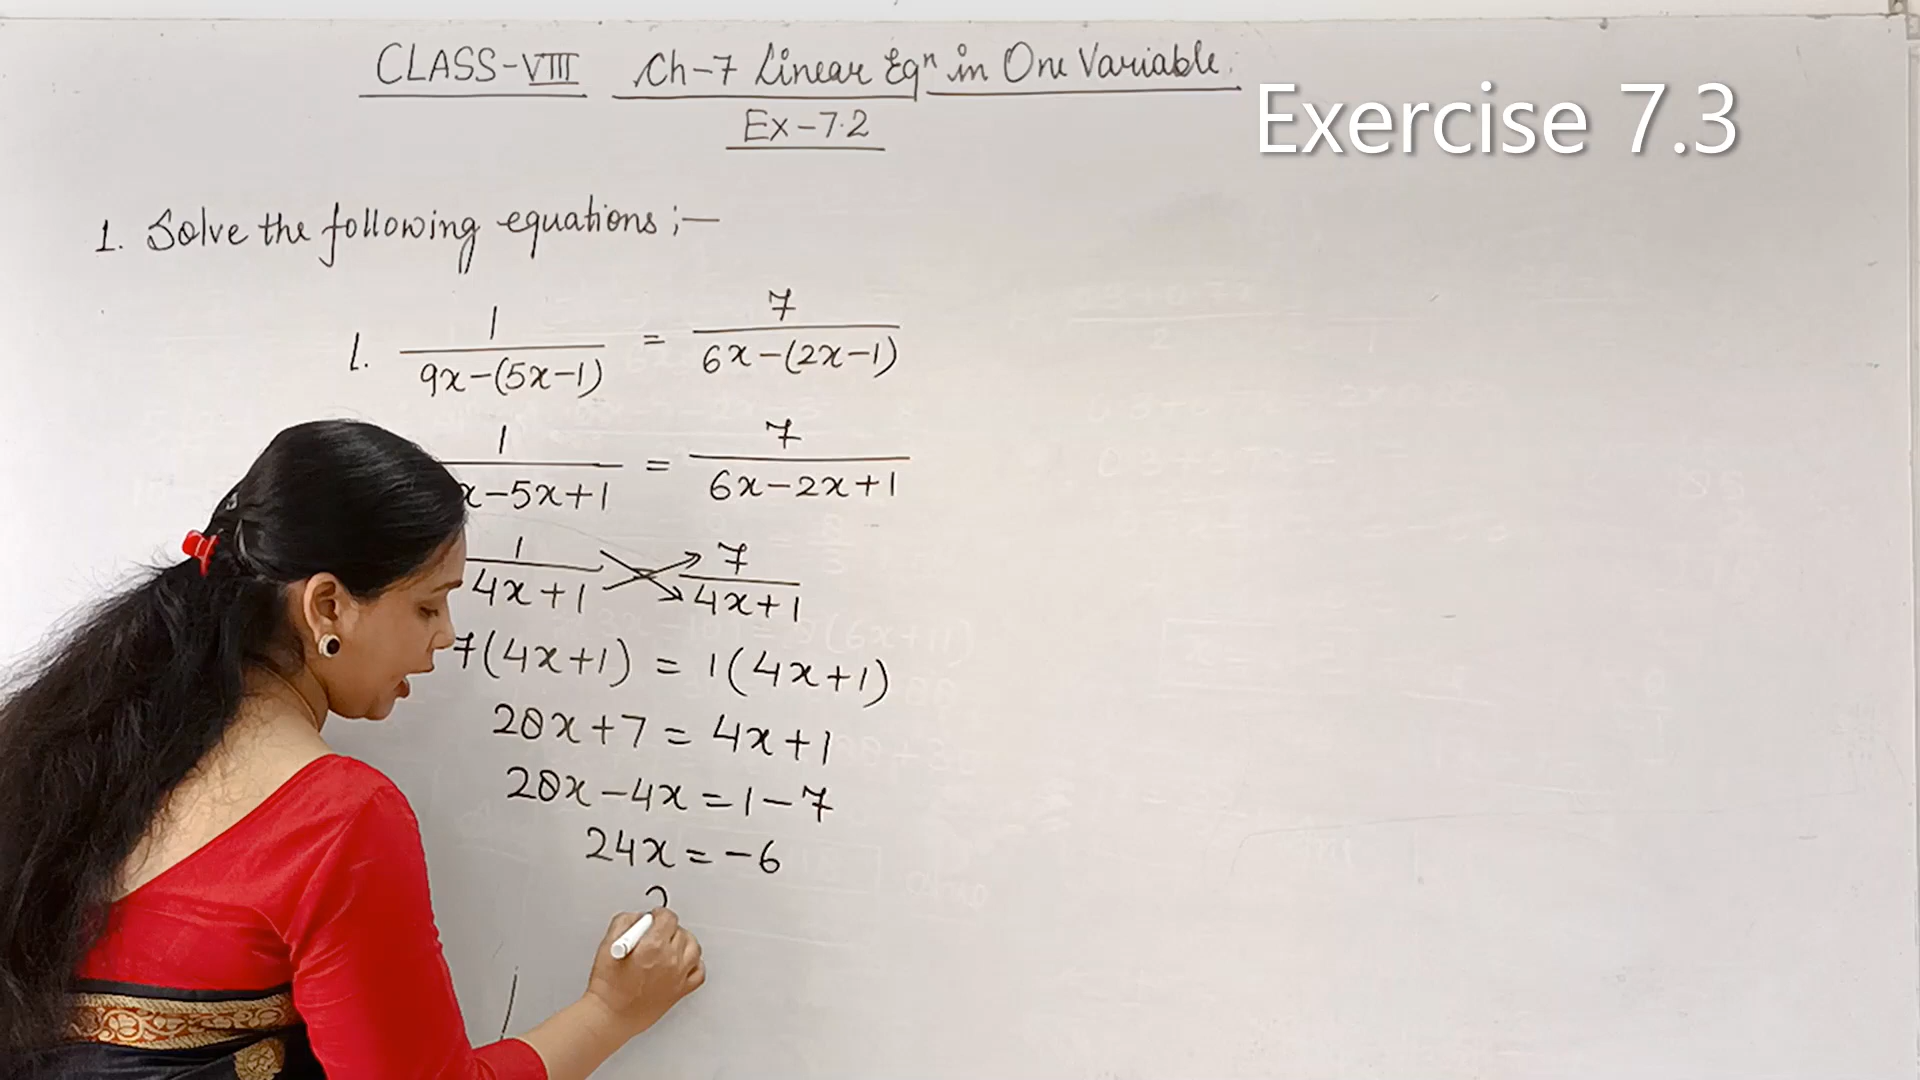 CLASS-VIII Ch-7 Linear Eqⁿ in One Variable.
Exercise 7.3
Ex-7.2
1. Solve the following equations ;—
1. 1/(9x-(5x-1)) = 7/(6x-(2x-1))
1/(x-5x+1) = 7/(6x-2x+1)
1/(4x+1) 7/(4x+1)
7(4x+1) = 1(4x+1)
28x+7 = 4x+1
28x-4x = 1-7
24x = -6